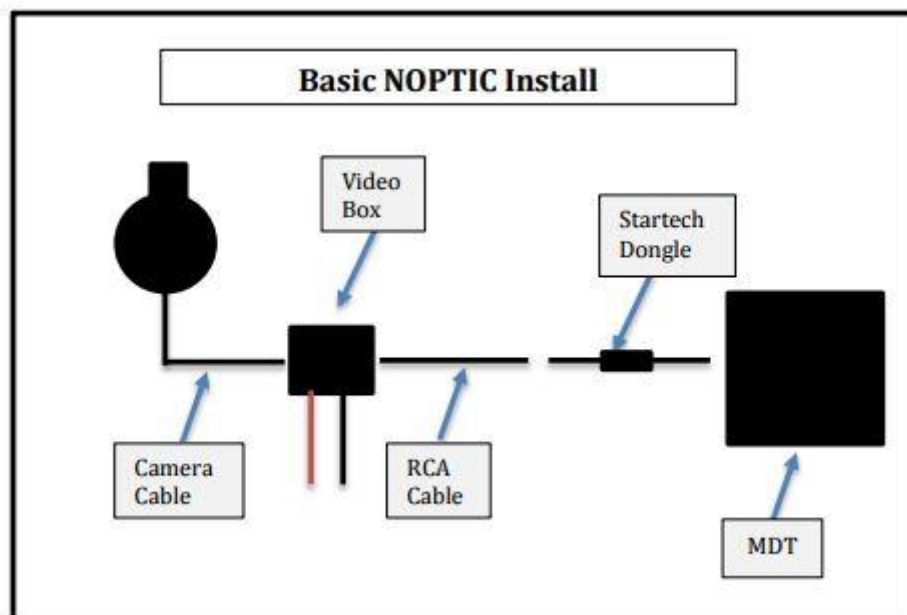 Basic NOPTIC Install
Video
Box
Startech
Dongle
Camera
Cable
RCA
Cable
MDT